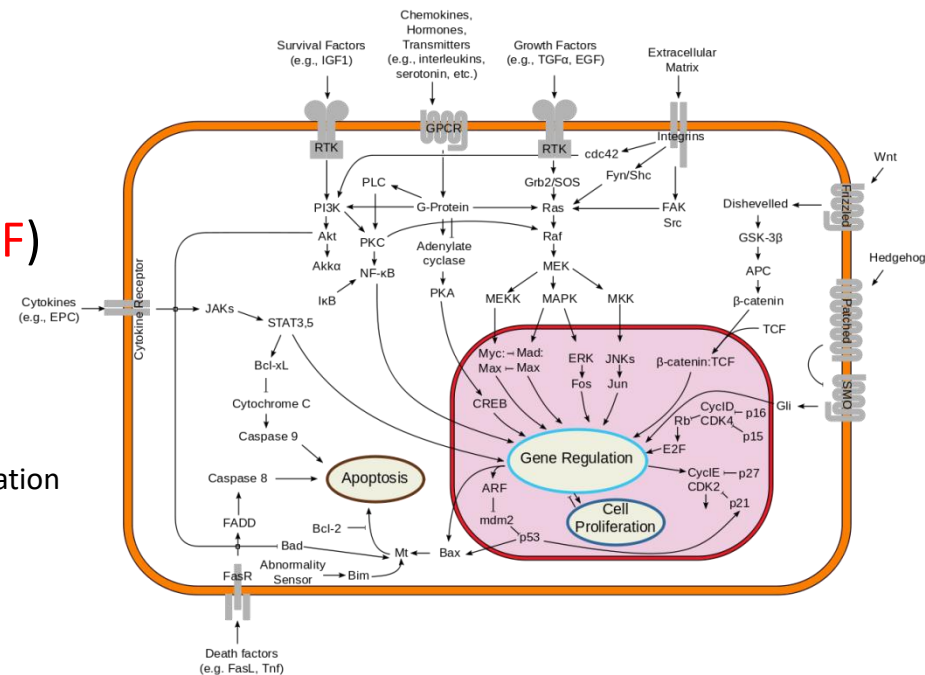 Chemokines,
Hormones,
Transmitters
(e.g., interleukins,
serotonin, etc.)
Survival Factors
(e.g., IGF1)
Growth Factors
(e.g., TGFα, EGF)
Extracellular
Matrix
GPCR
Integrins
RTK
RTK
cdc42
Wnt
Grb2/SOS
Fyn/Shc
PLC
Frizzled
F)
PI3K
G-Protein
Ras
FAK
Src
Dishevelled
Akt
PKC
Adenylate
cyclase
Raf
GSK-3β
Akkα
NF-κB
MEK
APC
Hedgehog
IκB
PKA
MEKK
MAPK
MKK
β-catenin
Patched
Cytokines
(e.g., EPC)
Cytokine Receptor
JAKs
STAT3,5
TCF
Myc:
Max
Mad:
Max
ERK
JNKs
β-catenin:TCF
Bcl-xL
Fos
Jun
SMO
Cytochrome C
CREB
Gli
CycID
CDK4
p16
p15
Rb
E2F
Caspase 9
Gene Regulation
ation
Caspase 8
Apoptosis
CycIE
CDK2
p27
p21
ARF
FADD
Bcl-2
mdm2
Cell
Proliferation
p53
Bad
Mt
Bax
FasR
Abnormality
Sensor
Bim
Death factors
(e.g. FasL, Tnf)